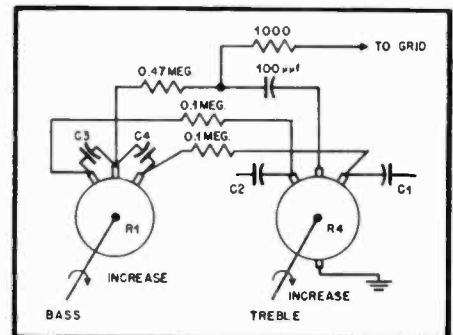 1000
TO GRID
0.47 MEG.
100 μμf
0.1 MEG.
C3
C4
0.1 MEG.
C2
C1
R1
R4
INCREASE
INCREASE
BASS
TREBLE